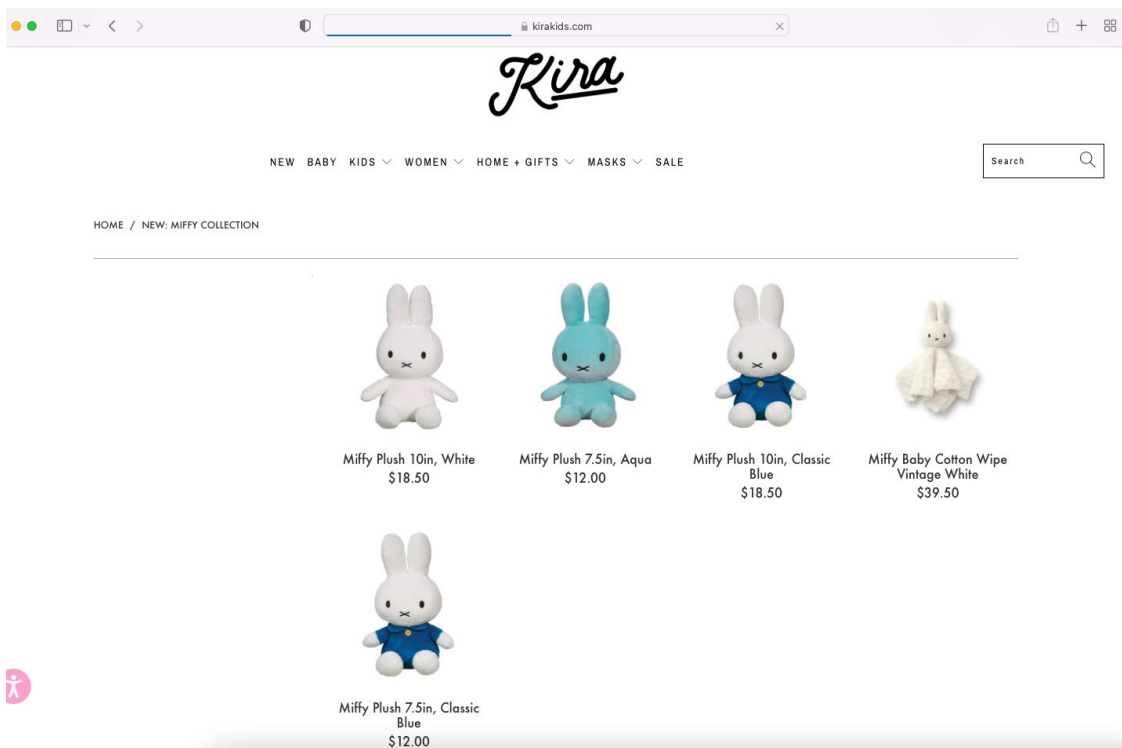 kirakids.com
Kira
NEW BABY KIDS WOMEN HOME + GIFTS MASKS SALE
Search
HOME / NEW: MIFFY COLLECTION
Miffy Plush 10in, White
$18.50
Miffy Plush 7.5in, Aqua
$12.00
Miffy Plush 10in, Classic
Blue
$18.50
Miffy Baby Cotton Wipe
Vintage White
$39.50
Miffy Plush 7.5in, Classic
Blue
$12.00